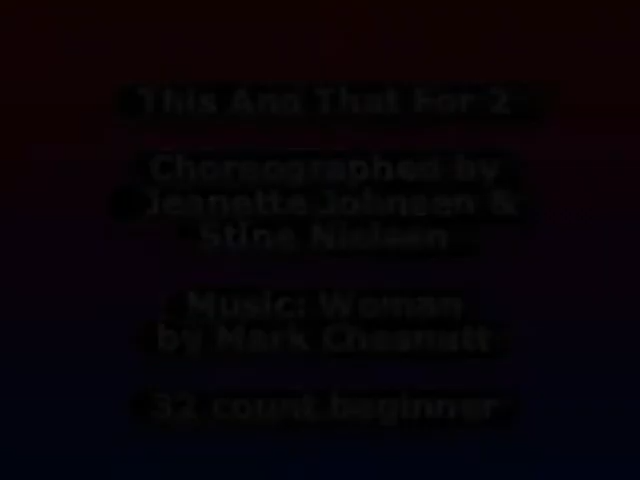 This And That For 2
Choreographed by
Jeanette Johnsen &
Stine Nielsen
Music: Woman
by Mark Chesnutt
32 count beginner